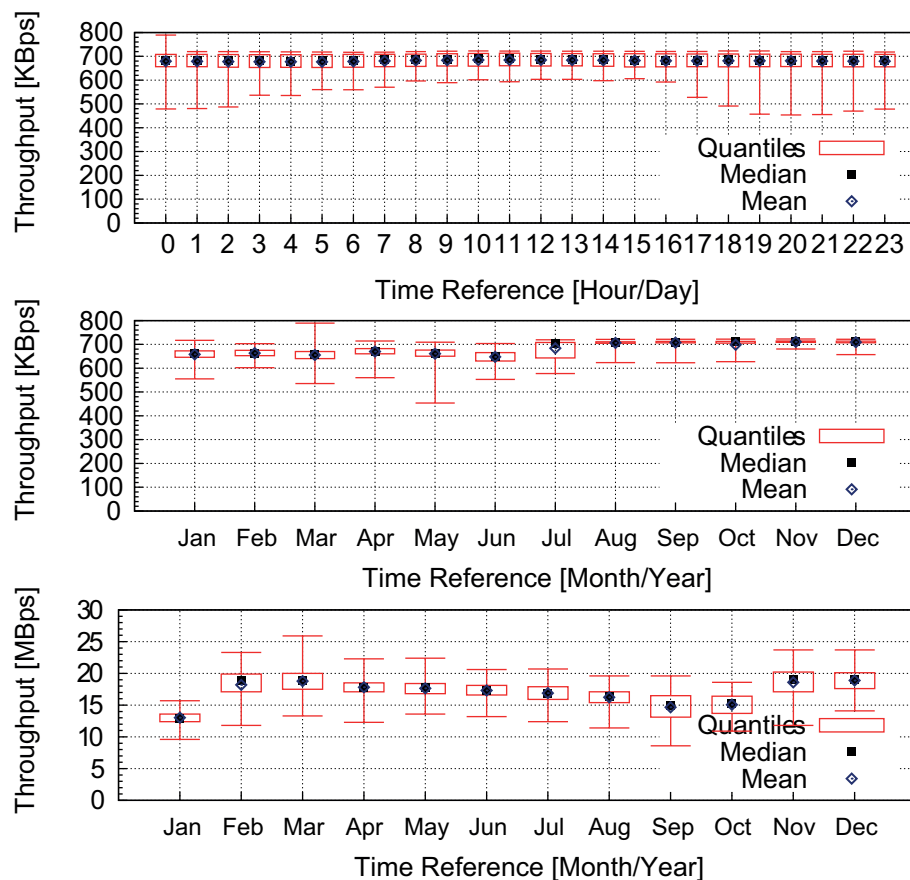 Throughput [KBps]
800
700
600
500
400
300
200
100
0
Quantiles
Median
Mean
0 1 2 3 4 5 6 7 8 9 10 11 12 13 14 15 16 17 18 19 20 21 22 23
Time Reference [Hour/Day]
Throughput [KBps]
800
700
600
500
400
300
200
100
0
Quantiles
Median
Mean
Jan Feb Mar Apr May Jun Jul Aug Sep Oct Nov Dec
Time Reference [Month/Year]
Throughput [MBps]
30
25
20
15
10
5
0
Quantiles
Median
Mean
Jan Feb Mar Apr May Jun Jul Aug Sep Oct Nov Dec
Time Reference [Month/Year]